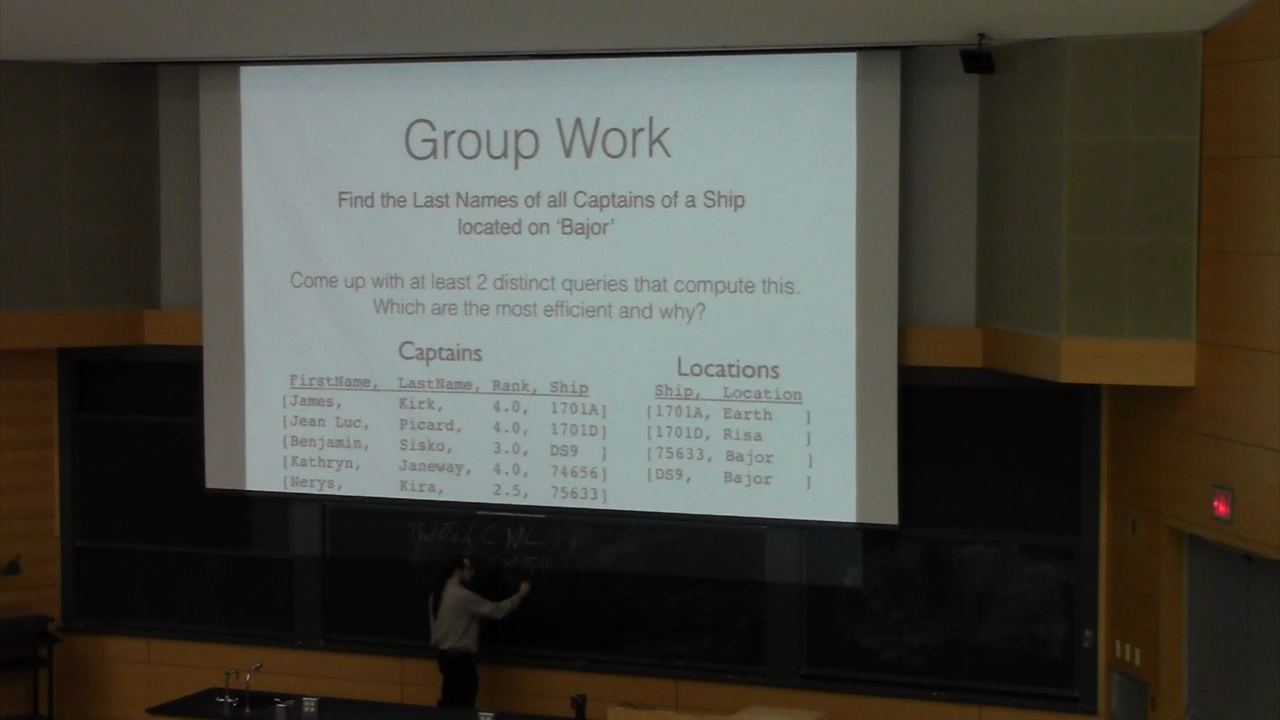 Group Work
Find the Last Names of all Captains of a Ship
located on ‘Bajor’
Come up with at least 2 distinct queries that compute this.
Which are the most efficient and why?
Captains
FirstName, LastName, Rank, Ship
[James, Kirk, 4.0, 1701A]
[Jean Luc, Picard, 4.0, 1701D]
[Benjamin, Sisko, 3.0, DS9 ]
[Kathryn, Janeway, 4.0, 74656]
[Nerys, Kira, 2.5, 75633]
Locations
Ship, Location
[1701A, Earth ]
[1701D, Risa ]
[75633, Bajor ]
[DS9, Bajor ]